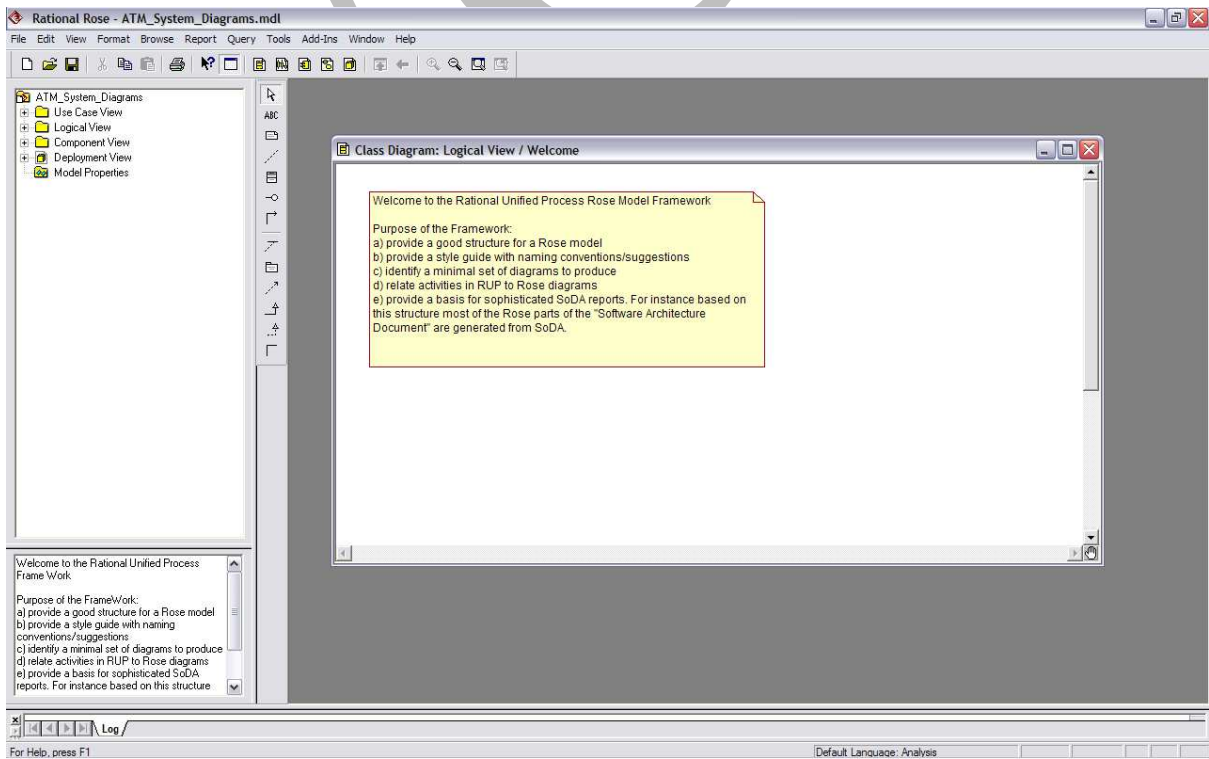 Rational Rose - ATM_System_Diagrams.mdl
File Edit View Format Browse Report Query Tools Add-Ins Window Help
ATM_System_Diagrams
Use Case View
Logical View
Component View
Deployment View
Model Properties
ABC
Class Diagram: Logical View / Welcome
Welcome to the Rational Unified Process Rose Model Framework
Purpose of the Framework:
a) provide a good structure for a Rose model
b) provide a style guide with naming conventions/suggestions
c) identify a minimal set of diagrams to produce
d) relate activities in RUP to Rose diagrams
e) provide a basis for sophisticated SoDA reports. For instance based on
this structure most of the Rose parts of the "Software Architecture
Document" are generated from SoDA.
Welcome to the Rational Unified Process
Frame Work
Purpose of the FrameWork:
a) provide a good structure for a Rose model
b) provide a style guide with naming
conventions/suggestions
c) identify a minimal set of diagrams to produce
d) relate activities in RUP to Rose diagrams
e) provide a basis for sophisticated SoDA
reports. For instance based on this structure
Log
For Help, press F1
Default Language: Analysis